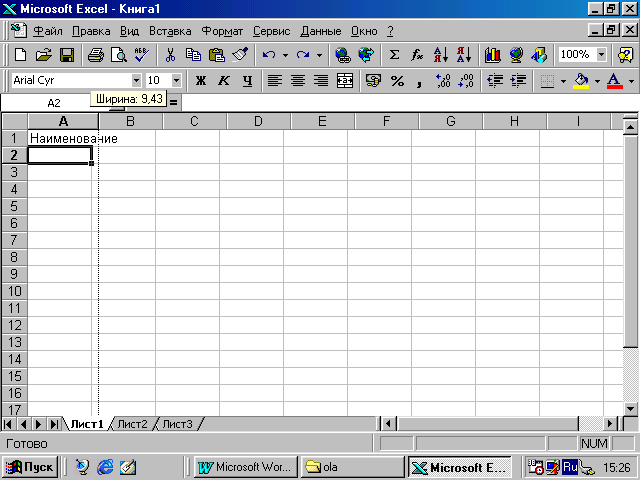 Microsoft Excel - Книга1
Файл Правка Вид Вставка Формат Сервис Данные Окно ?
100%
Arial Cyr 10 Ж К Ч % , ,00
A2 Ширина: 9,43 =
A B C D E F G H I
1 Наименование
2
3
4
5
6
7
8
9
10
11
12
13
14
15
16
17
Лист1 Лист2 Лист3
Готово NUM
Пуск Microsoft Wor... ola Microsoft E... Ru 15:26